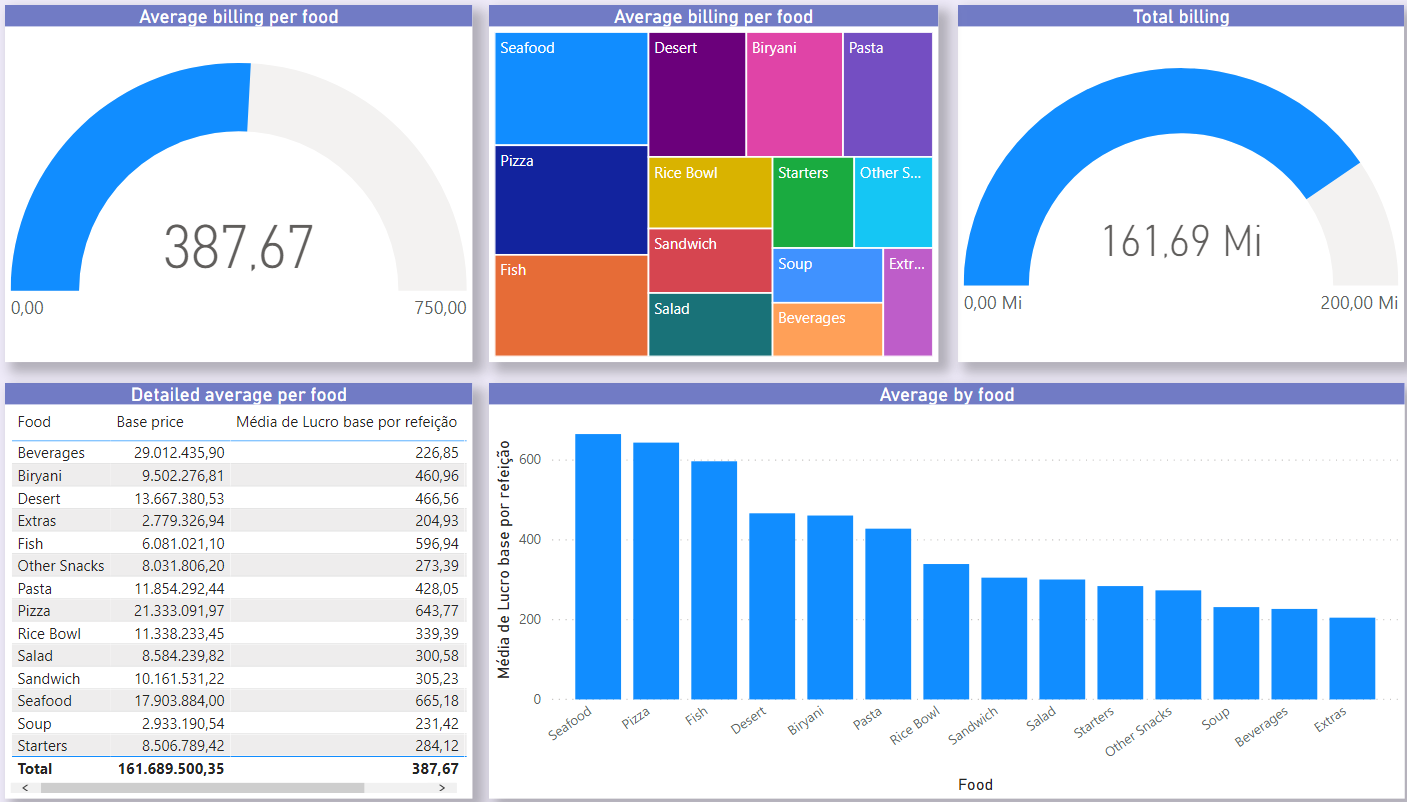 Average billing per food
387,67
0,00
750,00
Average billing per food
Seafood
Desert
Biryani
Pasta
Pizza
Rice Bowl
Starters
Other S...
Sandwich
Fish
Soup
Extr...
Salad
Beverages
Total billing
161,69 Mi
0,00 Mi
200,00 Mi
Detailed average per food
Food Base price Média de Lucro base por refeição
Beverages 29.012.435,90 226,85
Biryani 9.502.276,81 460,96
Desert 13.667.380,53 466,56
Extras 2.779.326,94 204,93
Fish 6.081.021,10 596,94
Other Snacks 8.031.806,20 273,39
Pasta 11.854.292,44 428,05
Pizza 21.333.091,97 643,77
Rice Bowl 11.338.233,45 339,39
Salad 8.584.239,82 300,58
Sandwich 10.161.531,22 305,23
Seafood 17.903.884,00 665,18
Soup 2.933.190,54 231,42
Starters 8.506.789,42 284,12
Total 161.689.500,35 387,67
Average by food
Média de Lucro base por refeição
600
400
200
0
Seafood
Pizza
Fish
Desert
Biryani
Pasta
Rice Bowl
Sandwich
Salad
Starters
Other Snacks
Soup
Beverages
Extras
Food